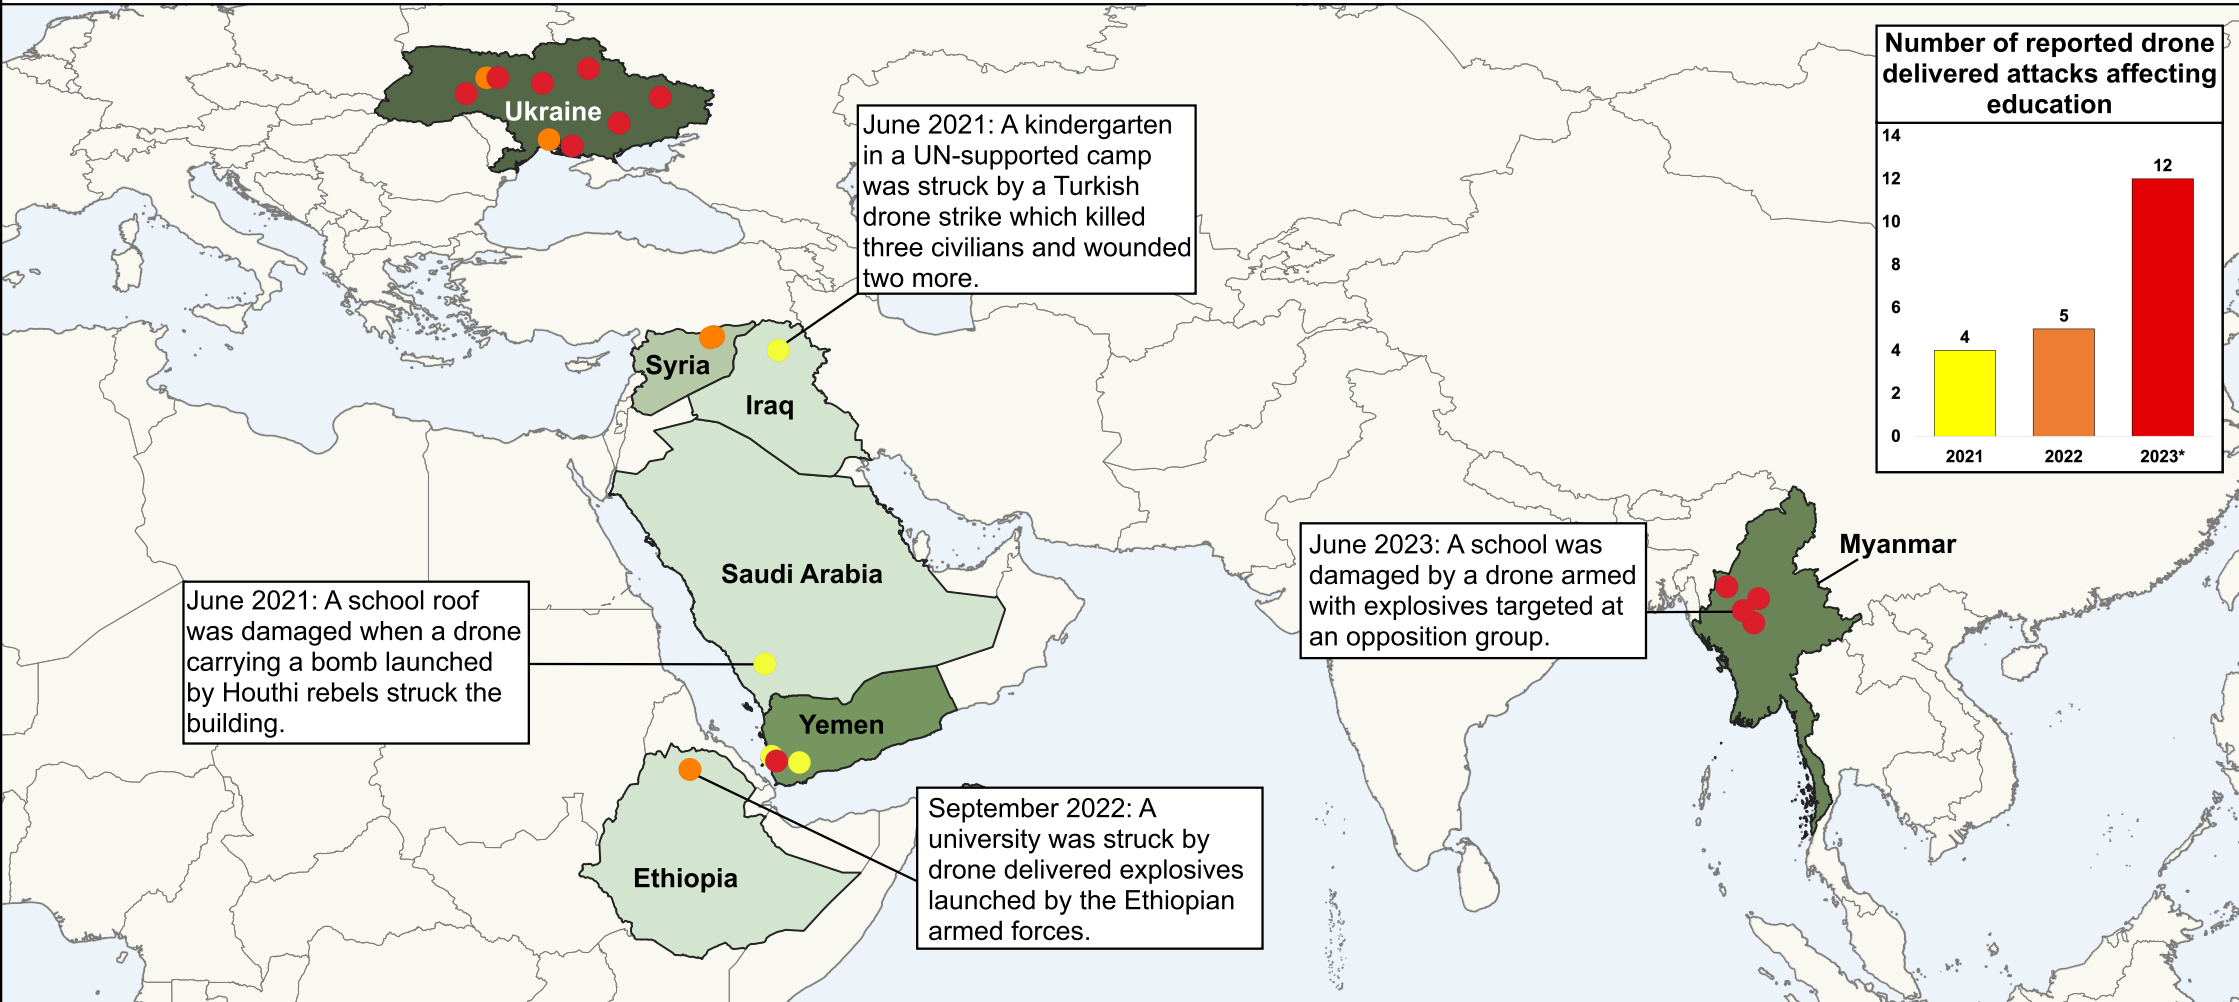 Number of reported drone
delivered attacks affecting
education
14
12
10
8
6
4
2
0
4
5
12
2021
2022
2023*
Ukraine
June 2021: A kindergarten
in a UN-supported camp
was struck by a Turkish
drone strike which killed
three civilians and wounded
two more.
Syria
Iraq
Saudi Arabia
June 2021: A school roof
was damaged when a drone
carrying a bomb launched
by Houthi rebels struck the
building.
June 2023: A school was
damaged by a drone armed
with explosives targeted at
an opposition group.
Myanmar
Yemen
Ethiopia
September 2022: A
university was struck by
drone delivered explosives
launched by the Ethiopian
armed forces.